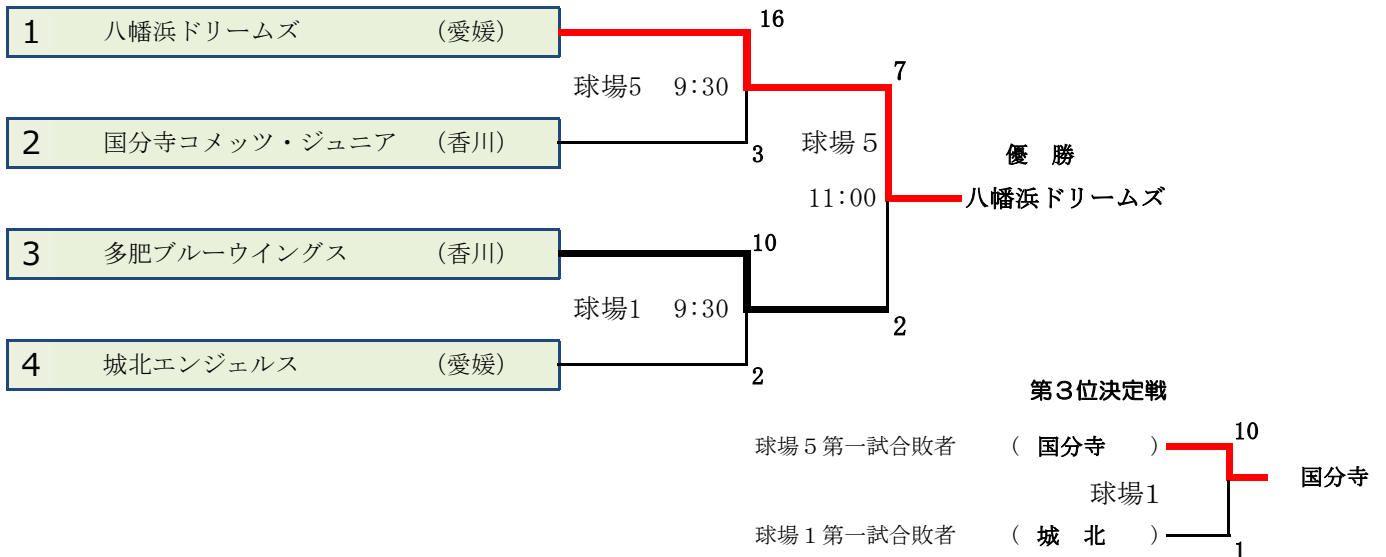 16
1 八幡浜ドリームズ (愛媛)
7
球場5 9:30
2 国分寺コメッツ・ジュニア (香川)
3
球場５
優 勝
11:00
八幡浜ドリームズ
3 多肥ブルーウイングス (香川)
10
球場1 9:30
2
4 城北エンジェルス (愛媛)
2
第３位決定戦
10
球場５第一試合敗者 ( 国分寺 )
国分寺
球場1
球場１第一試合敗者 ( 城 北 )
1